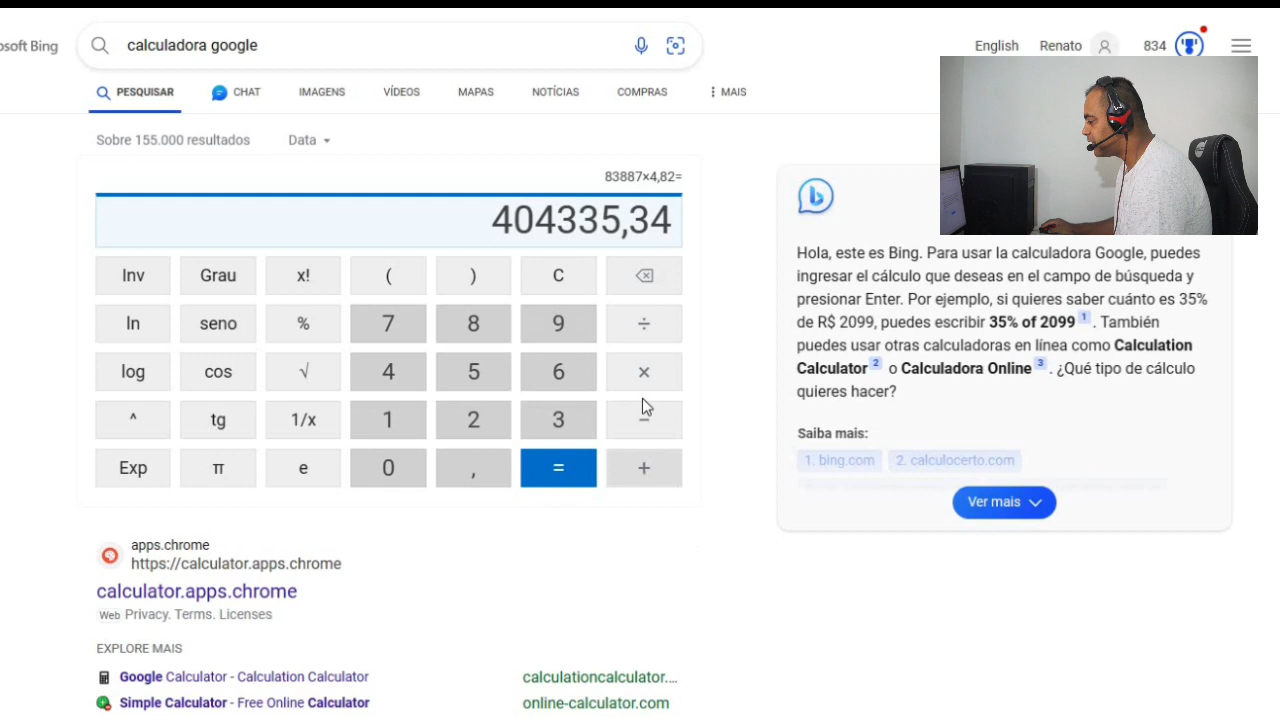 osoft Bing
calculadora google
English
Renato
834
PESQUISAR
CHAT
IMAGENS
VÍDEOS
MAPAS
NOTÍCIAS
COMPRAS
MAIS
Sobre 155.000 resultados
Data
83887×4,82=
404335,34
Inv Grau x! ( ) C
ln seno % 7 8 9 ÷
log cos √ 4 5 6 ×
^ tg 1/x 1 2 3 −
Exp π e 0 , = +
b
Hola, este es Bing. Para usar la calculadora Google, puedes
ingresar el cálculo que deseas en el campo de búsqueda y
presionar Enter. Por ejemplo, si quieres saber cuánto es 35%
de R$ 2099, puedes escribir 35% of 2099 1 . También
puedes usar otras calculadoras en línea como Calculation
Calculator 2 o Calculadora Online 3 . ¿Qué tipo de cálculo
quieres hacer?
Saiba mais:
1. bing.com 2. calculocerto.com
Ver mais
apps.chrome
https://calculator.apps.chrome
calculator.apps.chrome
Web Privacy. Terms. Licenses
EXPLORE MAIS
Google Calculator - Calculation Calculator
calculationcalculator....
Simple Calculator - Free Online Calculator
online-calculator.com